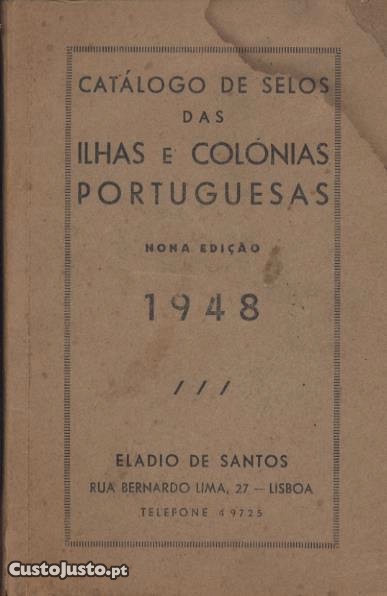 CATÁLOGO DE SELOS
DAS
ILHAS E COLÓNIAS
PORTUGUESAS
NONA EDIÇÃO
1948
///
ELADIO DE SANTOS
RUA BERNARDO LIMA, 27 — LISBOA
TELEFONE 49725
CustoJusto.pt